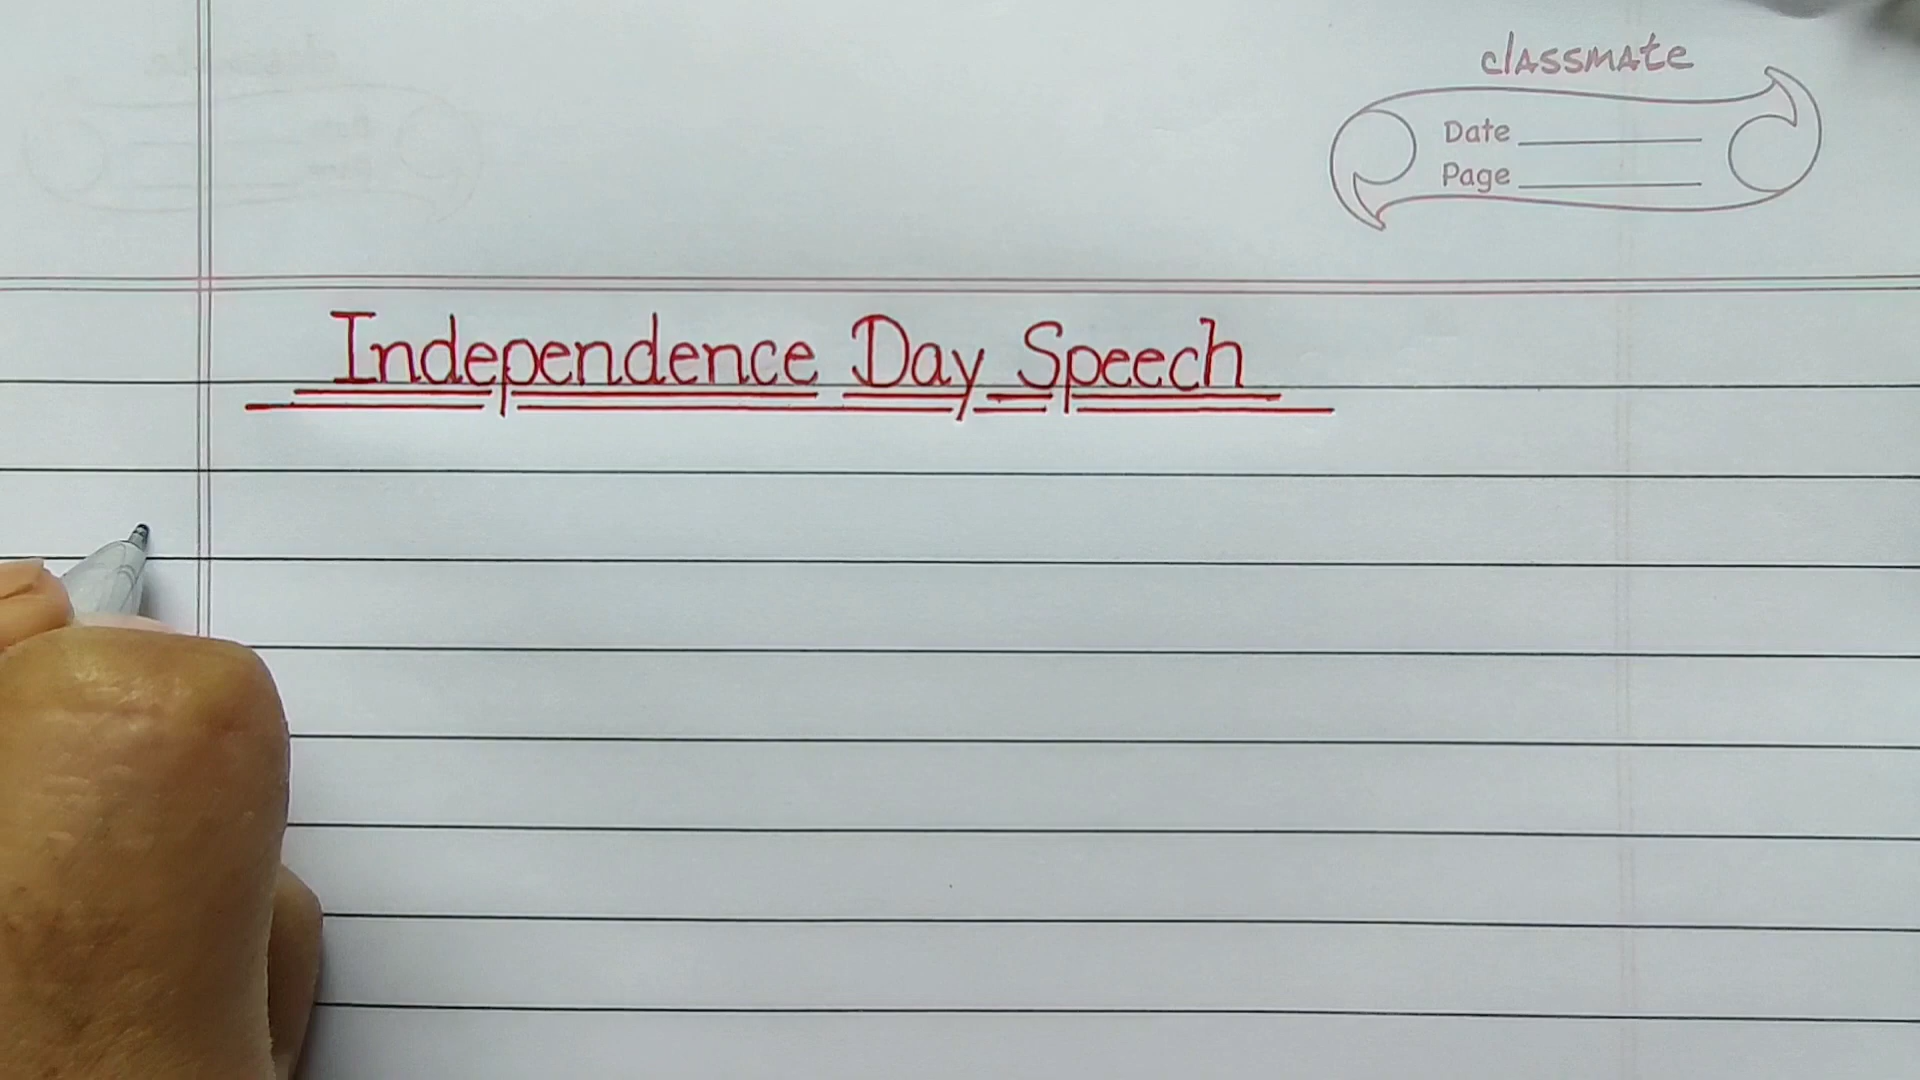 classmate
Date
Page
Independence Day Speech